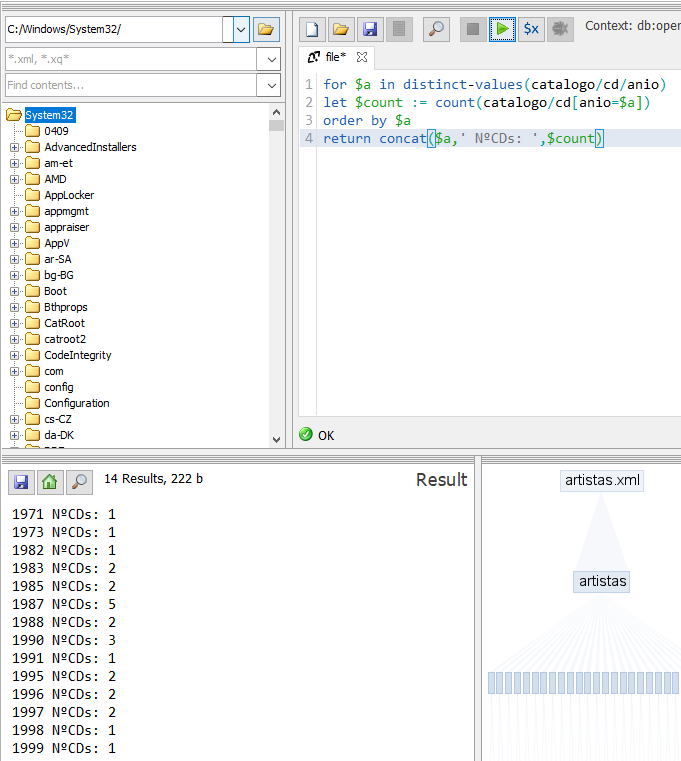 C:/Windows/System32/
*.xml, *.xq*
Find contents...
System32
0409
AdvancedInstallers
am-et
AMD
AppLocker
appmgmt
appraiser
AppV
ar-SA
bg-BG
Boot
Bthprops
CatRoot
catroot2
CodeIntegrity
com
config
Configuration
cs-CZ
da-DK
$x
Context: db:open
file*
1 for $a in distinct-values(catalogo/cd/anio)
2 let $count := count(catalogo/cd[anio=$a])
3 order by $a
4 return concat($a,' NºCDs: ',$count)
OK
14 Results, 222 b
Result
1971 NºCDs: 1
1973 NºCDs: 1
1982 NºCDs: 1
1983 NºCDs: 2
1985 NºCDs: 2
1987 NºCDs: 5
1988 NºCDs: 2
1990 NºCDs: 3
1991 NºCDs: 1
1995 NºCDs: 2
1996 NºCDs: 2
1997 NºCDs: 2
1998 NºCDs: 1
1999 NºCDs: 1
artistas.xml
artistas